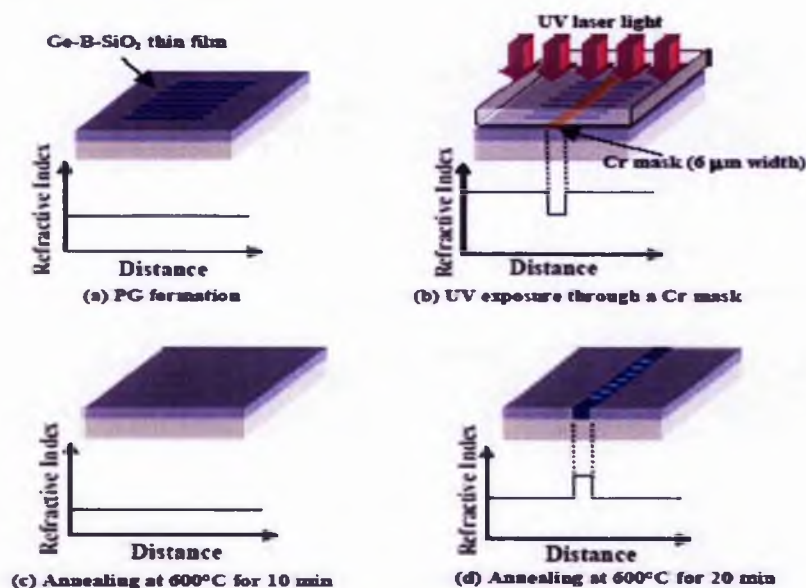 Ge-B-SiO₂ thin film
Refractive Index
Distance
(a) PG formation
UV laser light
Cr mask (6 μm width)
Refractive Index
Distance
(b) UV exposure through a Cr mask
Refractive Index
Distance
(c) Annealing at 600°C for 10 min
Refractive Index
Distance
(d) Annealing at 600°C for 20 min